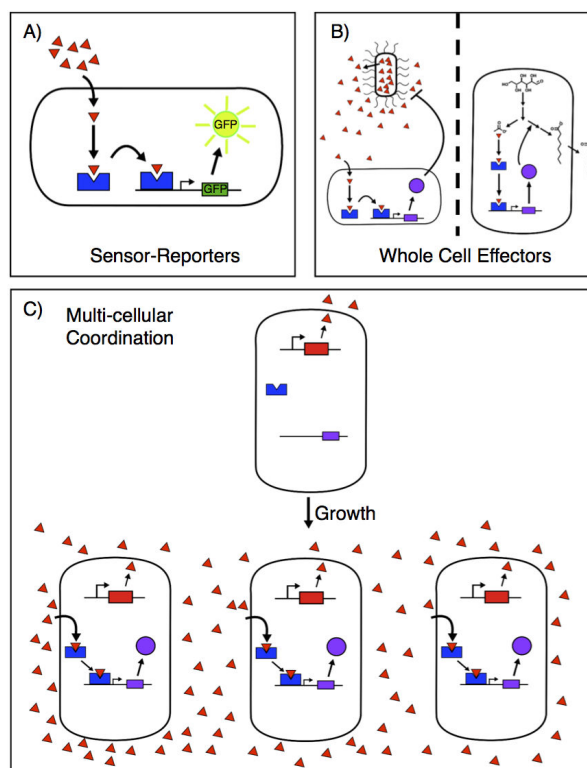 A)
GFP
GFP
Sensor-Reporters
B)
Whole Cell Effectors
C)
Multi-cellular
Coordination
Growth